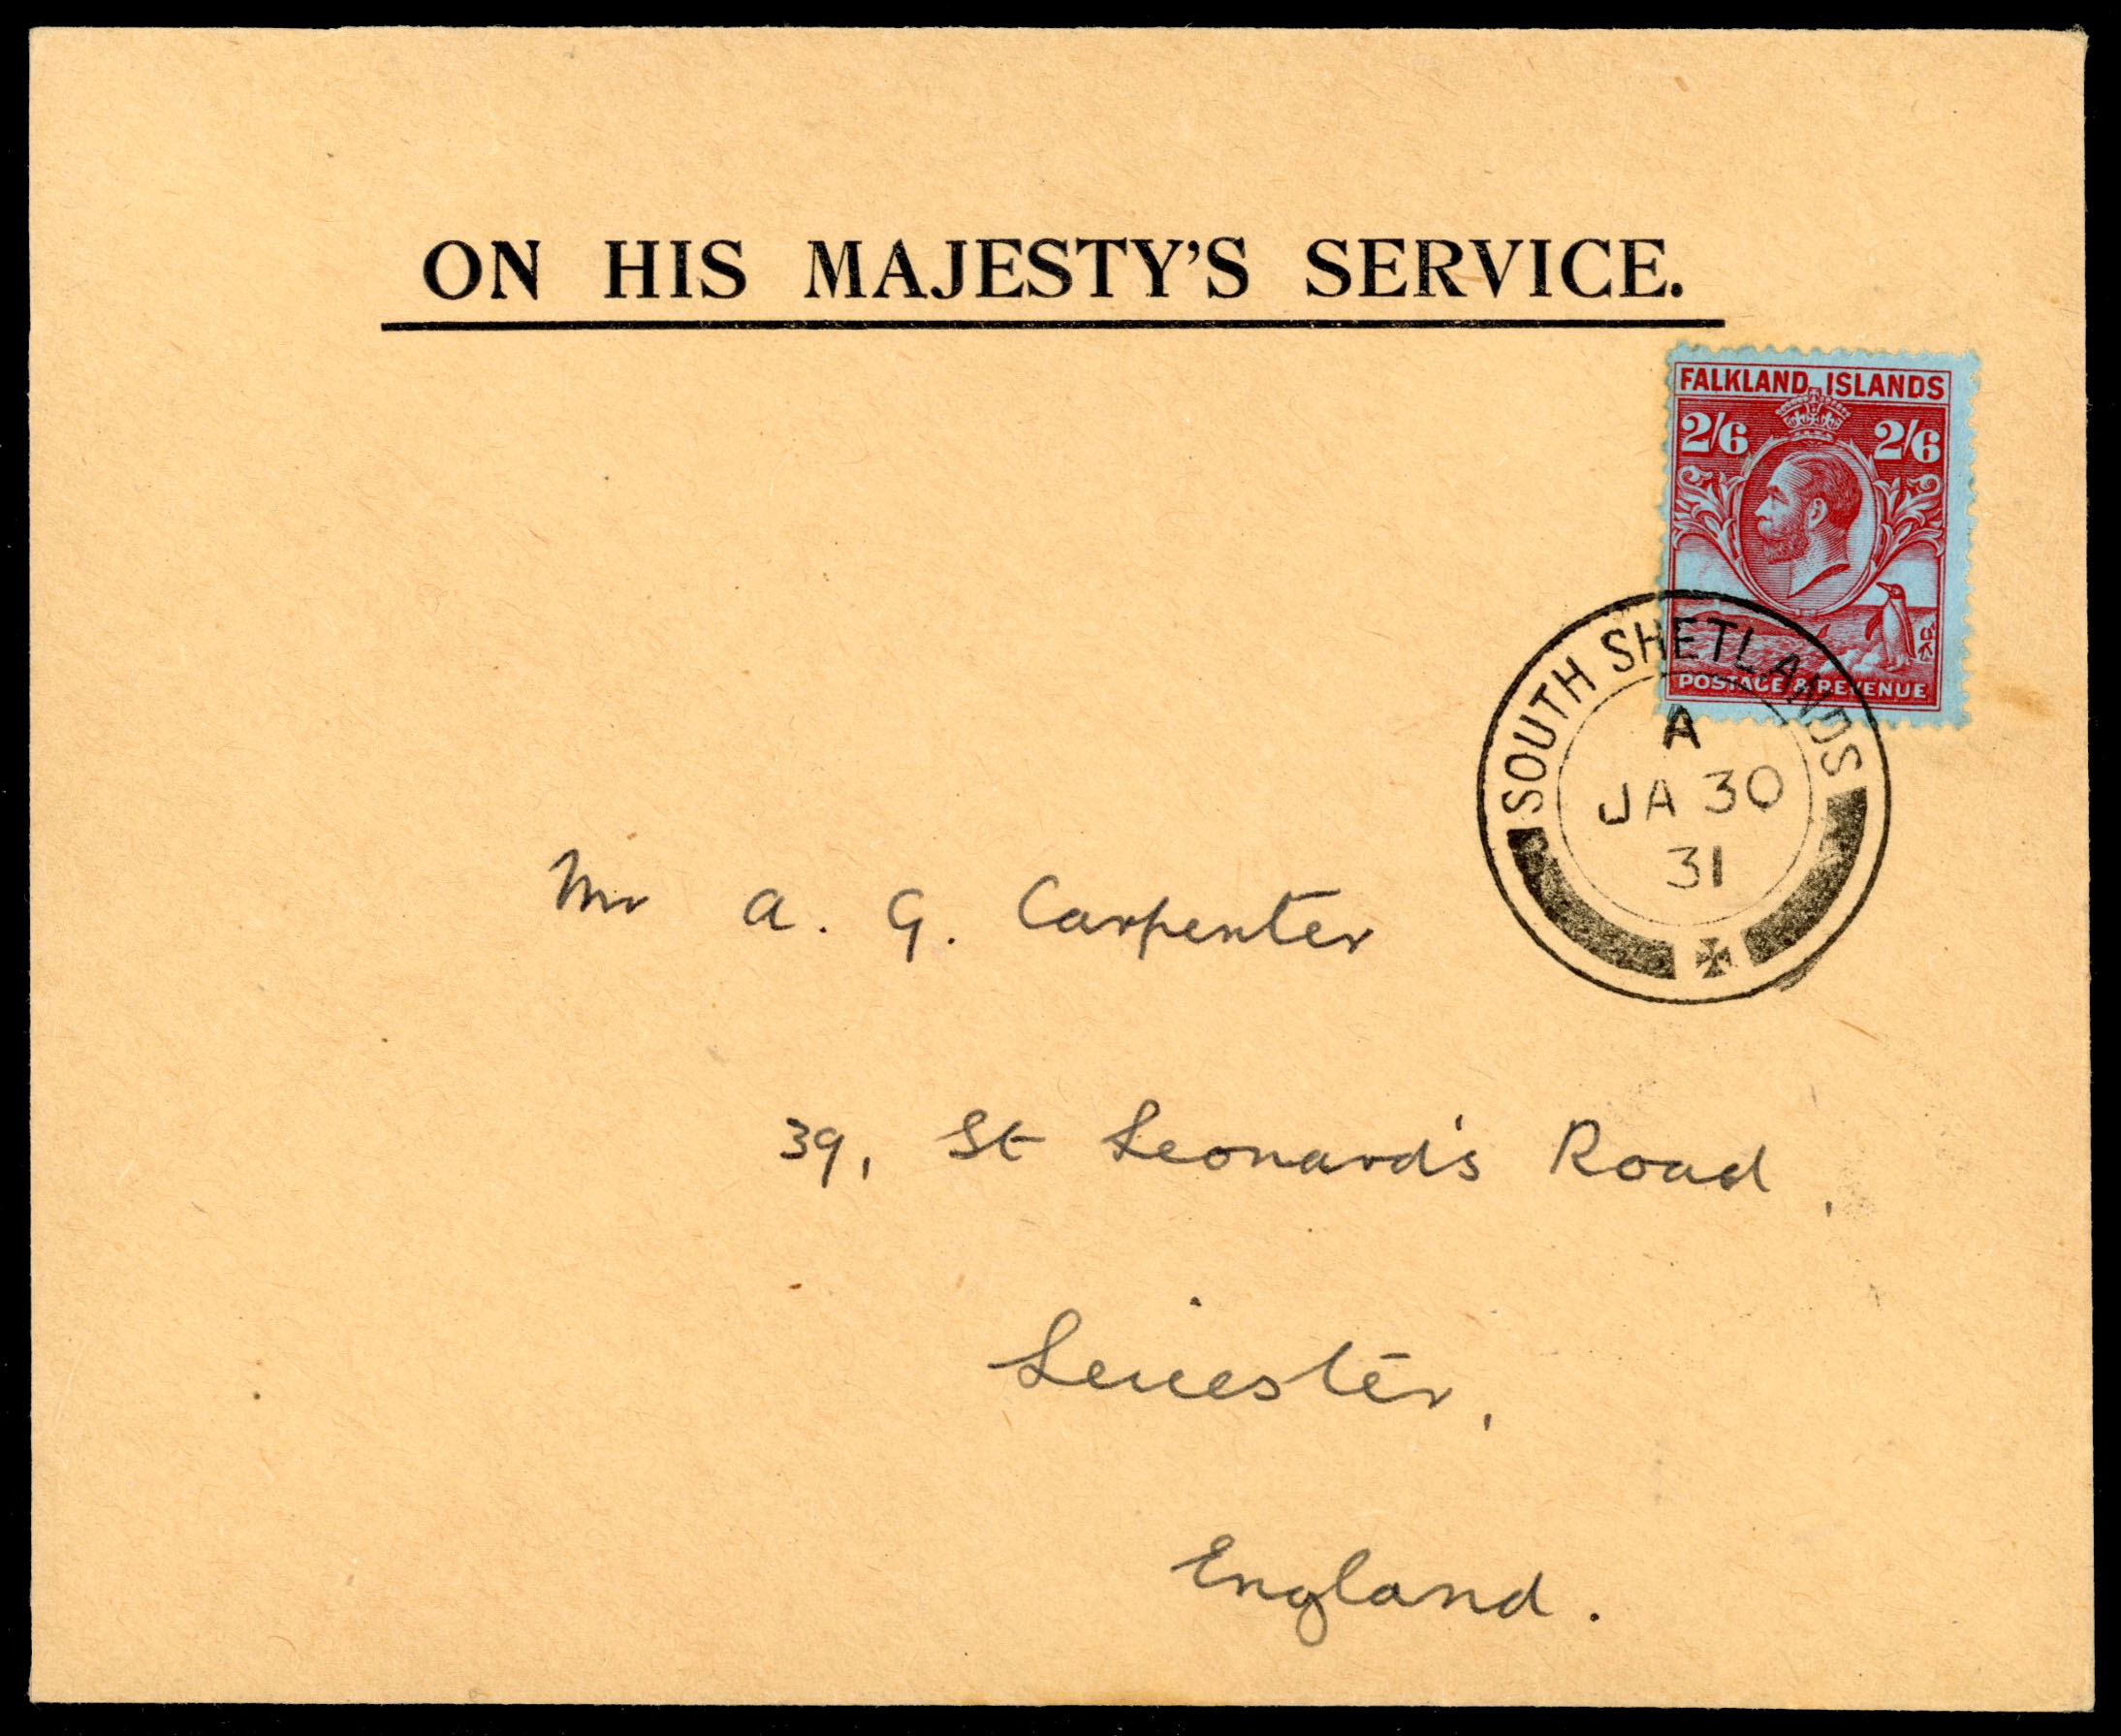 ON HIS MAJESTY'S SERVICE.
FALKLAND ISLANDS
2/6 2/6
POSTAGE & REVENUE
SOUTH SHETLANDS
A
JA 30
31
Mr A. G. Carpenter
39, St Leonard's Road,
Leicester,
England.